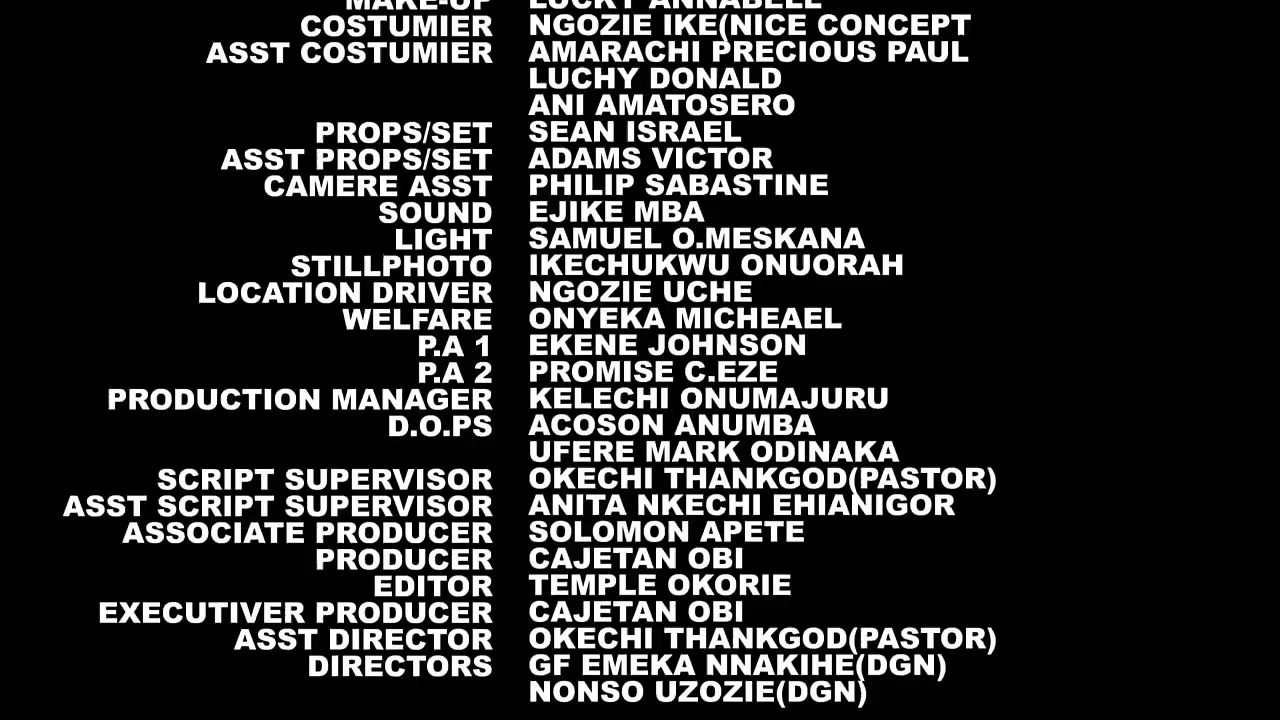 MAKE-UP LUCKY ANNABELL
COSTUMIER NGOZIE IKE(NICE CONCEPT
ASST COSTUMIER AMARACHI PRECIOUS PAUL
LUCHY DONALD
ANI AMATOSERO
PROPS/SET SEAN ISRAEL
ASST PROPS/SET ADAMS VICTOR
CAMERE ASST PHILIP SABASTINE
SOUND EJIKE MBA
LIGHT SAMUEL O.MESKANA
STILLPHOTO IKECHUKWU ONUORAH
LOCATION DRIVER NGOZIE UCHE
WELFARE ONYEKA MICHEAEL
P.A 1 EKENE JOHNSON
P.A 2 PROMISE C.EZE
PRODUCTION MANAGER KELECHI ONUMAJURU
D.O.PS ACOSON ANUMBA
UFERE MARK ODINAKA
SCRIPT SUPERVISOR OKECHI THANKGOD(PASTOR)
ASST SCRIPT SUPERVISOR ANITA NKECHI EHIANIGOR
ASSOCIATE PRODUCER SOLOMON APETE
PRODUCER CAJETAN OBI
EDITOR TEMPLE OKORIE
EXECUTIVER PRODUCER CAJETAN OBI
ASST DIRECTOR OKECHI THANKGOD(PASTOR)
DIRECTORS GF EMEKA NNAKIHE(DGN)
NONSO UZOZIE(DGN)